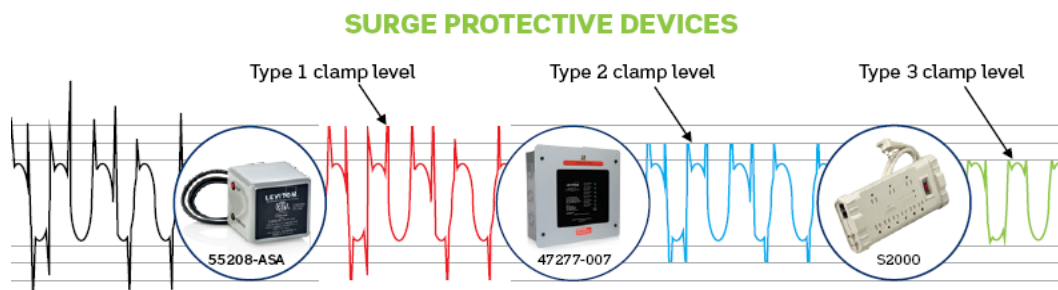 SURGE PROTECTIVE DEVICES
Type 1 clamp level
Type 2 clamp level
Type 3 clamp level
LEVITON
55208-ASA
47277-007
S2000